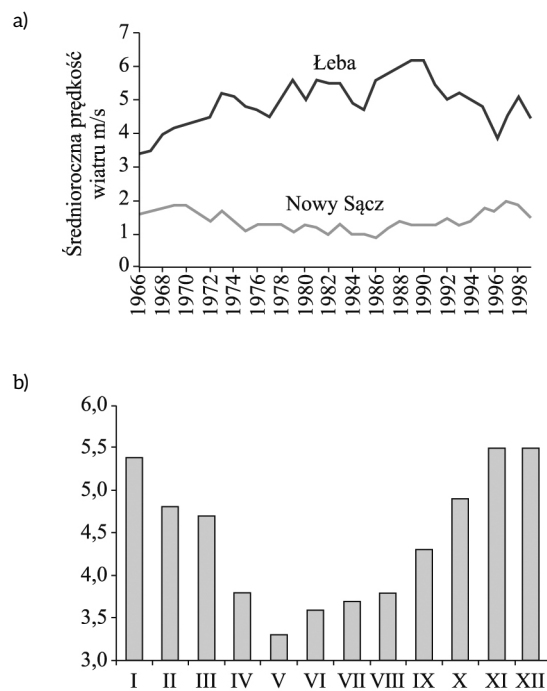 a)
Średnioroczna prędkość
wiatru m/s
7
6
5
4
3
2
1
0
Łeba
Nowy Sącz
1966 1968 1970 1972 1974 1976 1978 1980 1982 1984 1986 1988 1990 1992 1994 1996 1998
b)
6,0
5,5
5,0
4,5
4,0
3,5
3,0
I II III IV V VI VII VIII IX X XI XII